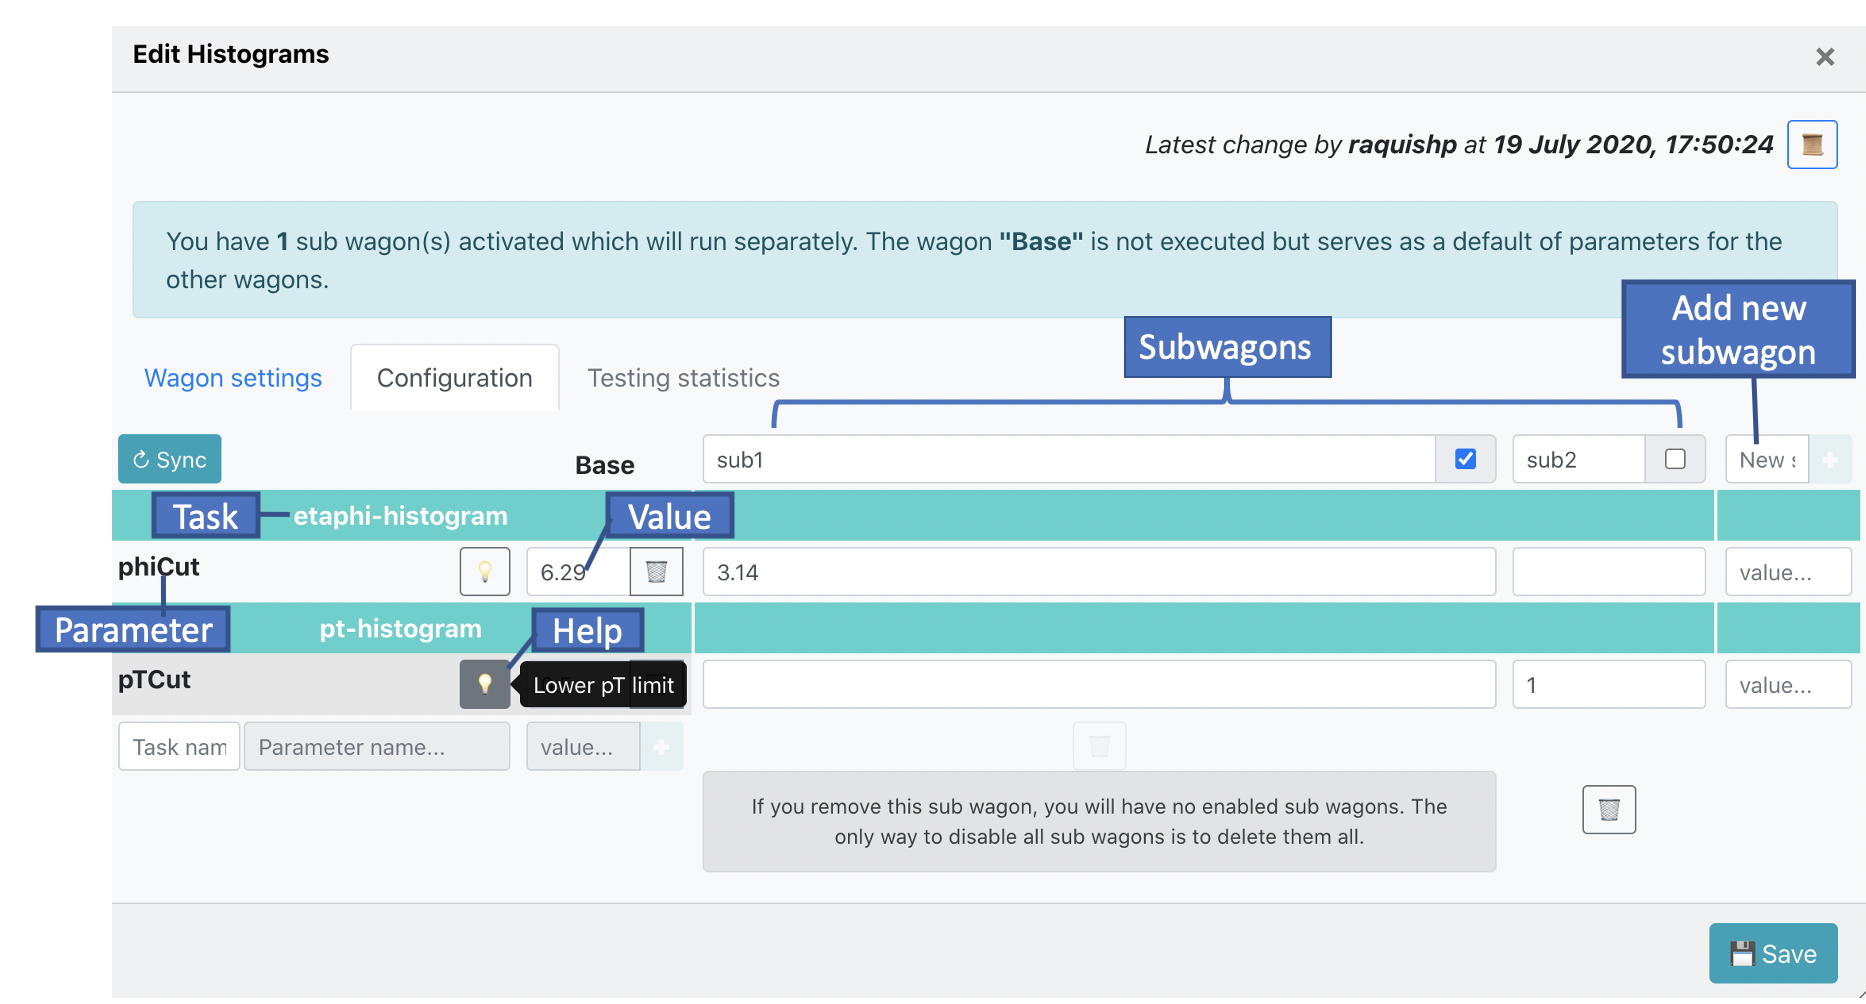 Edit Histograms
×
Latest change by raquishp at 19 July 2020, 17:50:24
You have 1 sub wagon(s) activated which will run separately. The wagon "Base" is not executed but serves as a default of parameters for the
other wagons.
Add new
subwagon
Subwagons
Wagon settings
Configuration
Testing statistics
Sync
Base
sub1
sub2
New s
+
Task
etaphi-histogram
Value
phiCut
6.29
3.14
value...
Parameter
pt-histogram
Help
pTCut
Lower pT limit
1
value...
Task nam
Parameter name...
value...
+
If you remove this sub wagon, you will have no enabled sub wagons. The
only way to disable all sub wagons is to delete them all.
Save